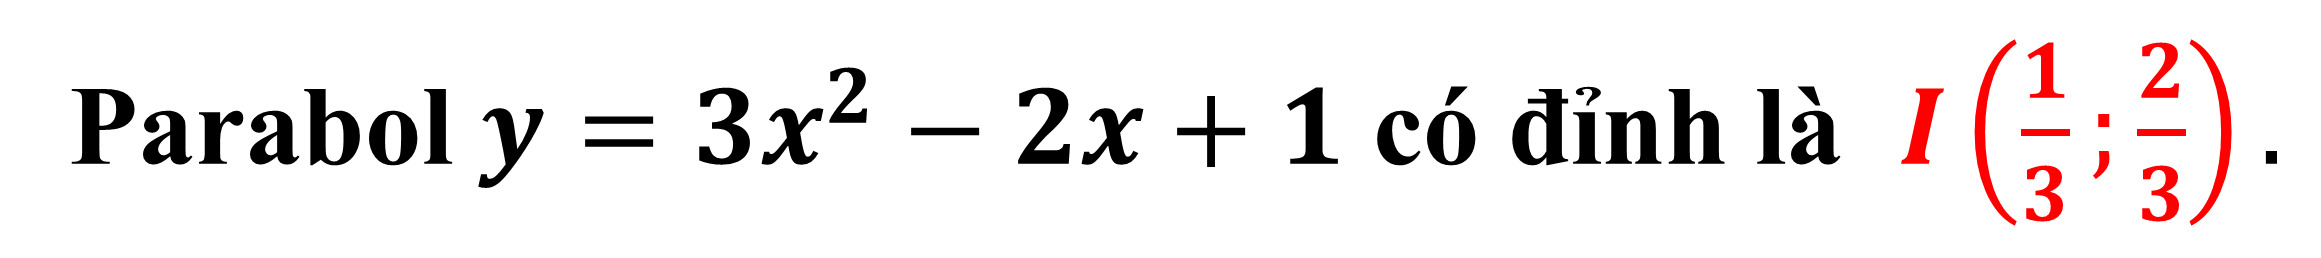 Parabol y = 3x² − 2x + 1 có đỉnh là I(1/3; 2/3).